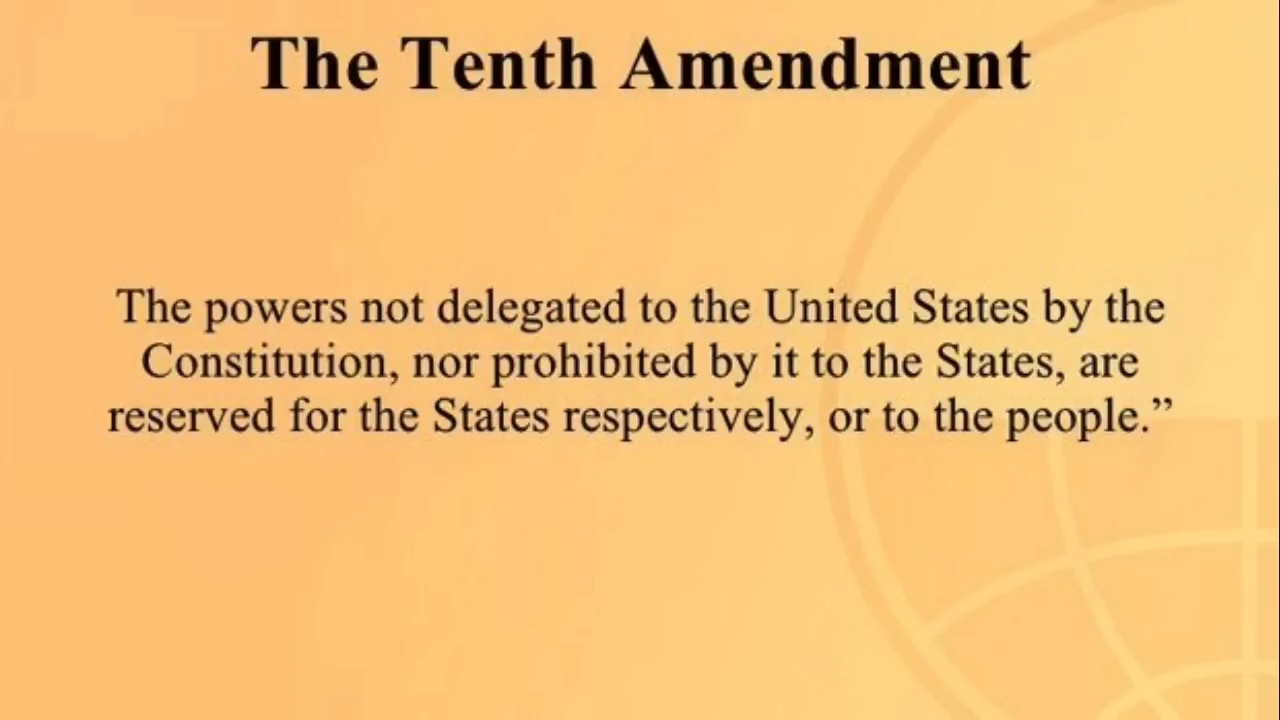 The Tenth Amendment
The powers not delegated to the United States by the
Constitution, nor prohibited by it to the States, are
reserved for the States respectively, or to the people.”